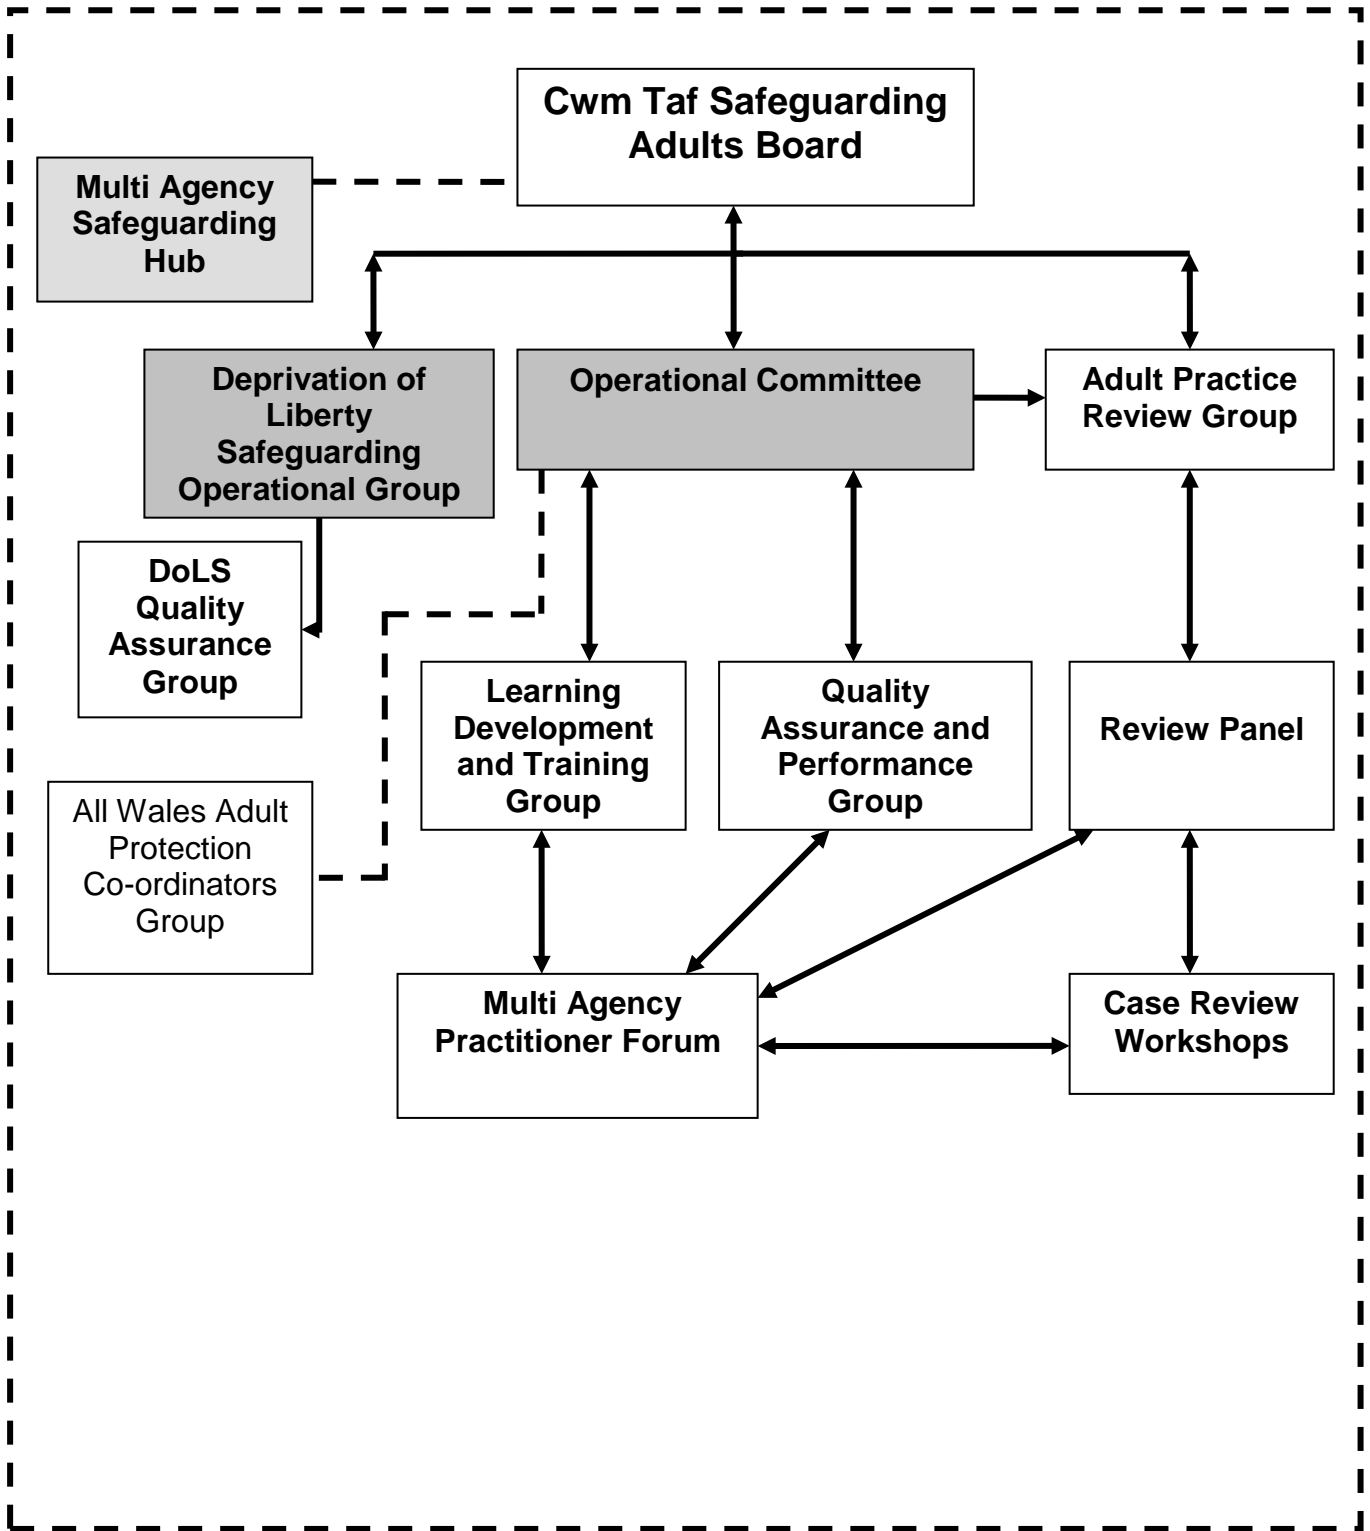 Cwm Taf Safeguarding
Adults Board
Multi Agency
Safeguarding
Hub
Deprivation of
Liberty
Safeguarding
Operational Group
Operational Committee
Adult Practice
Review Group
DoLS
Quality
Assurance
Group
Learning
Development
and Training
Group
Quality
Assurance and
Performance
Group
Review Panel
All Wales Adult
Protection
Co-ordinators
Group
Multi Agency
Practitioner Forum
Case Review
Workshops